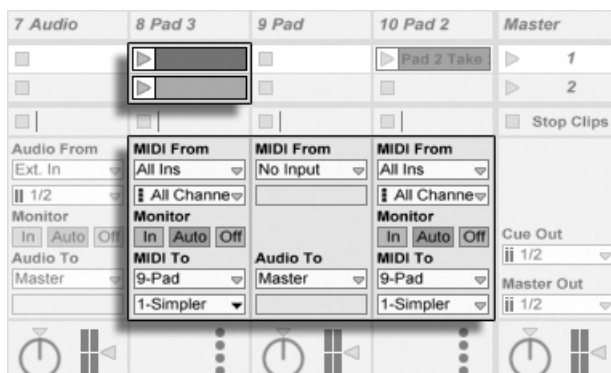 7 Audio 8 Pad 3 9 Pad 10 Pad 2 Master
Pad 2 Take 1
2
Stop Clips
Audio From MIDI From MIDI From MIDI From
Ext. In All Ins No Input All Ins
1/2 All Channe All Channe
Monitor Monitor Monitor
In Auto Off In Auto Off In Auto Off Cue Out
Audio To MIDI To Audio To MIDI To 1/2
Master 9-Pad Master 9-Pad Master Out
1-Simpler 1-Simpler 1/2